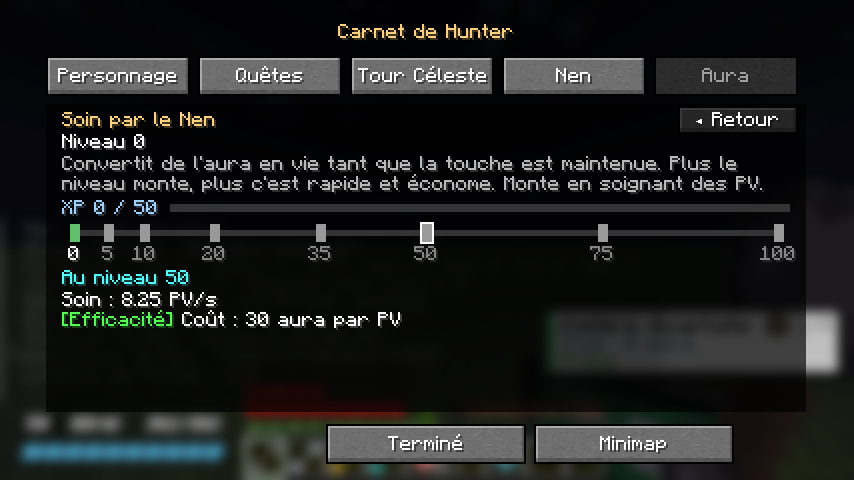 Carnet de Hunter
Personnage
Quêtes
Tour Céleste
Nen
Aura
Soin par le Nen
◂ Retour
Niveau 0
Convertit de l'aura en vie tant que la touche est maintenue. Plus le
niveau monte, plus c'est rapide et économe. Monte en soignant des PV.
XP 0 / 50
0 5 10 20 35 50 75 100
Au niveau 50
Soin : 8.25 PV/s
[Efficacité] Coût : 30 aura par PV
Terminé
Minimap